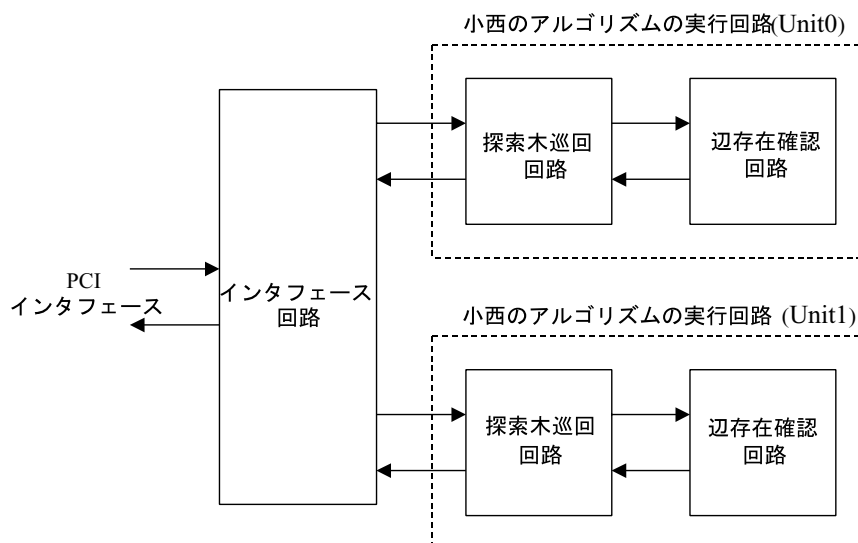 小西のアルゴリズムの実行回路(Unit0)
探索木巡回
回路
辺存在確認
回路
PCI
インタフェース
インタフェース
回路
小西のアルゴリズムの実行回路 (Unit1)
探索木巡回
回路
辺存在確認
回路